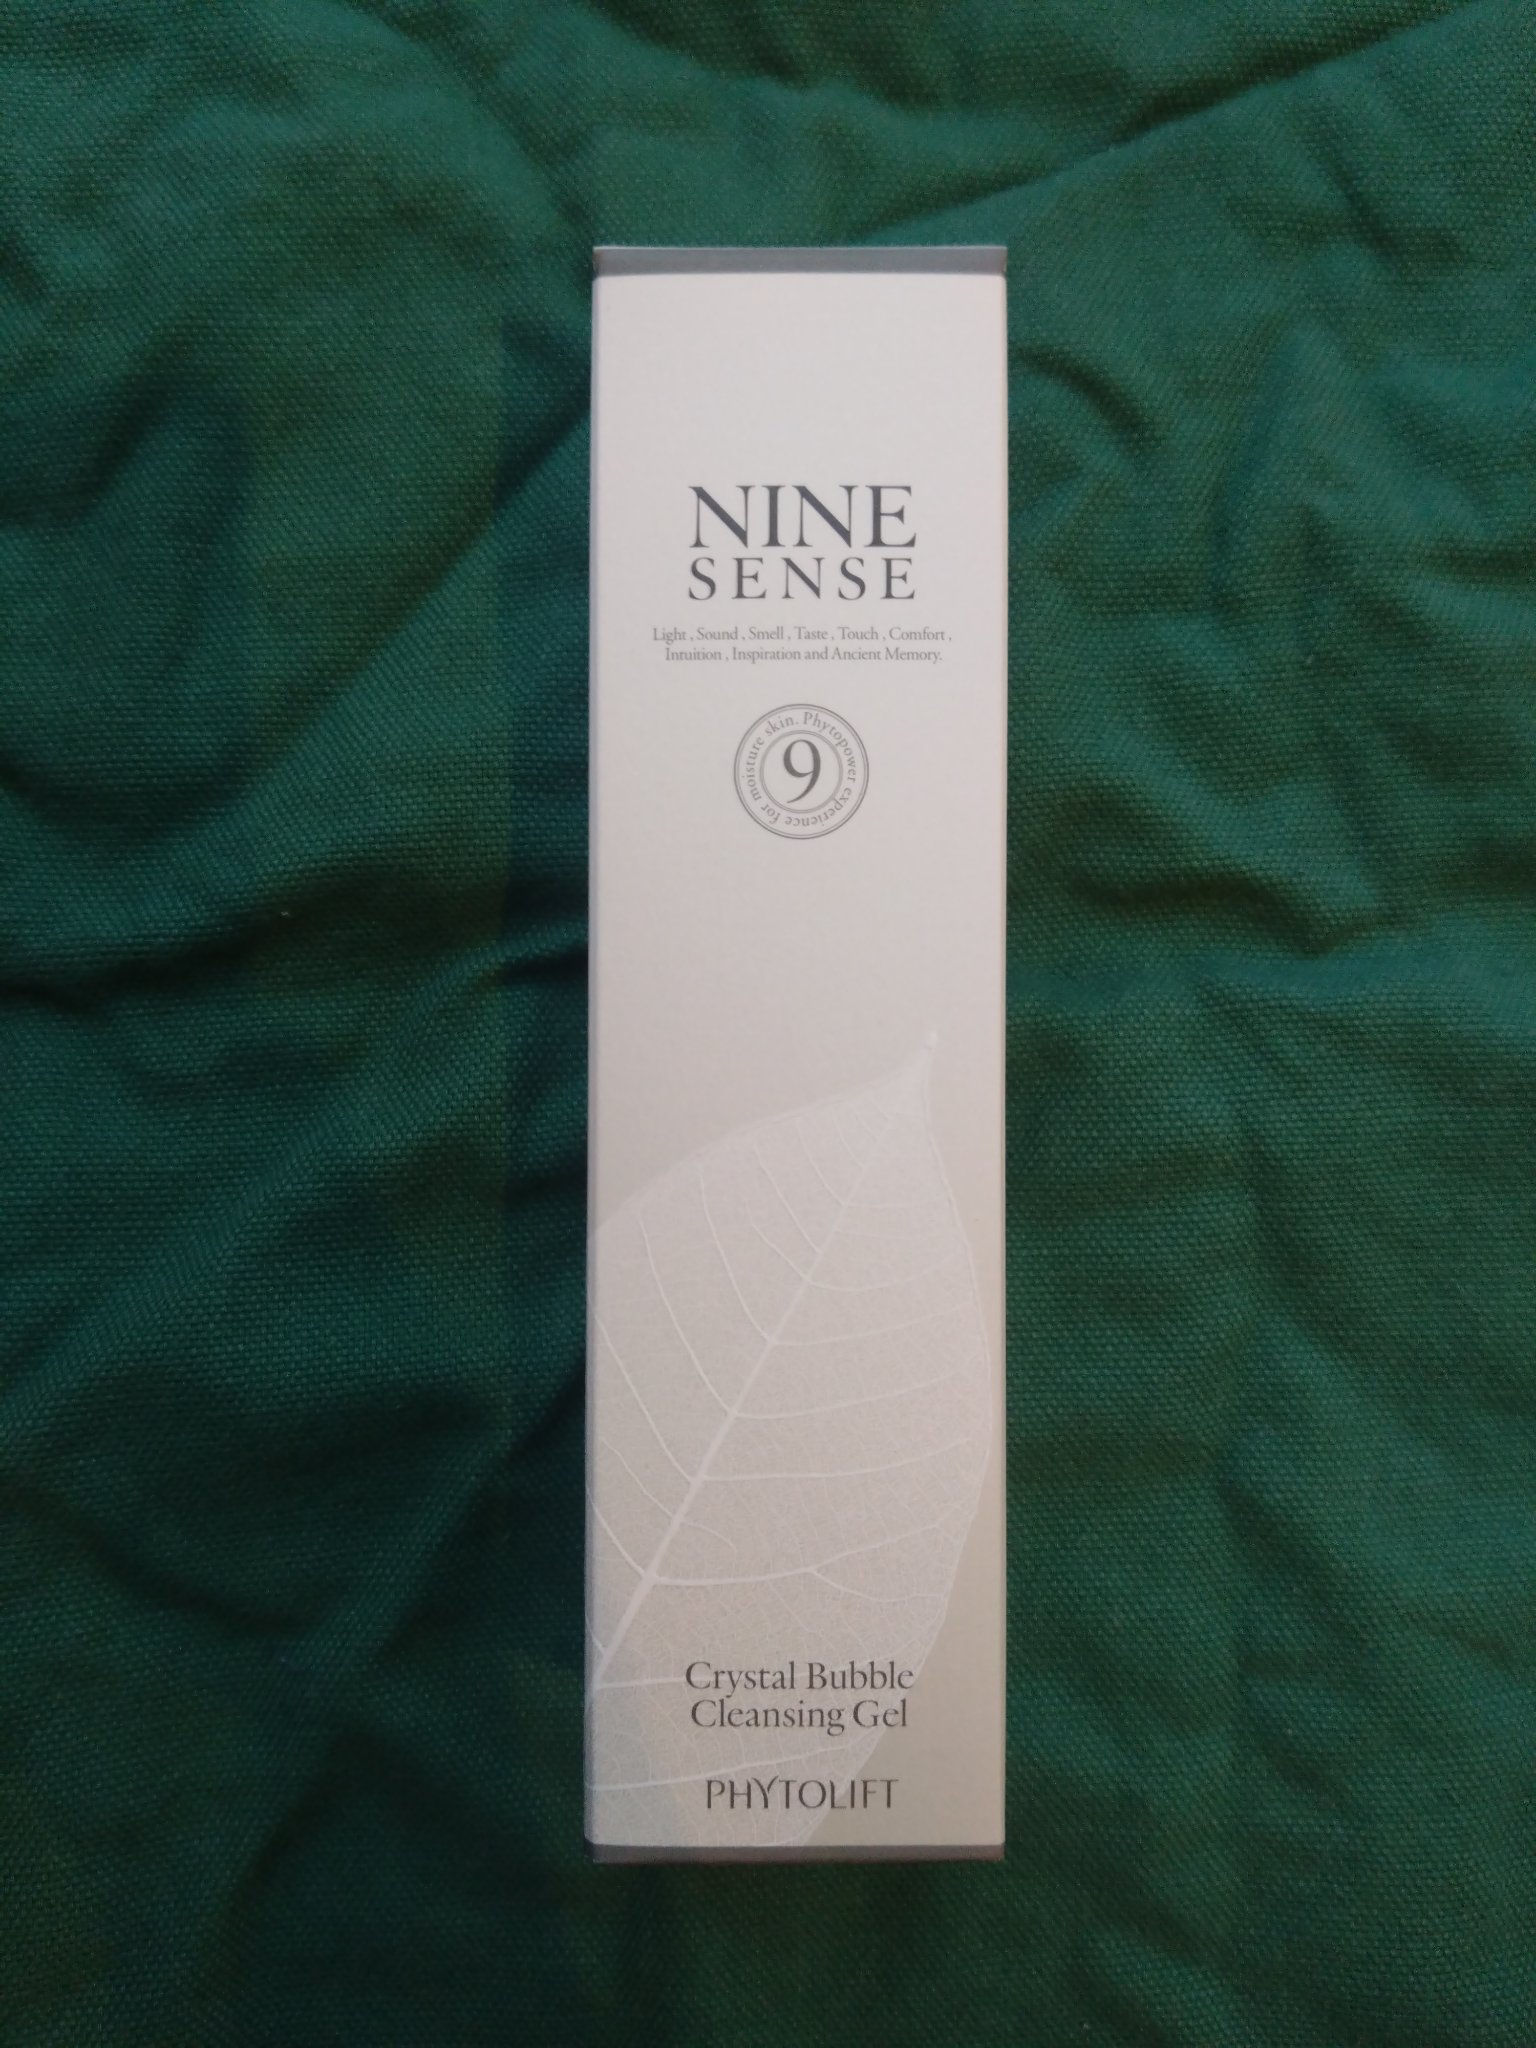 NINE
SENSE
Light , Sound , Smell , Taste , Touch , Comfort ,
Intuition , Inspiration and Ancient Memory.
Phytopower experience for moisture skin.
9
Crystal Bubble
Cleansing Gel
PHYTOLIFT